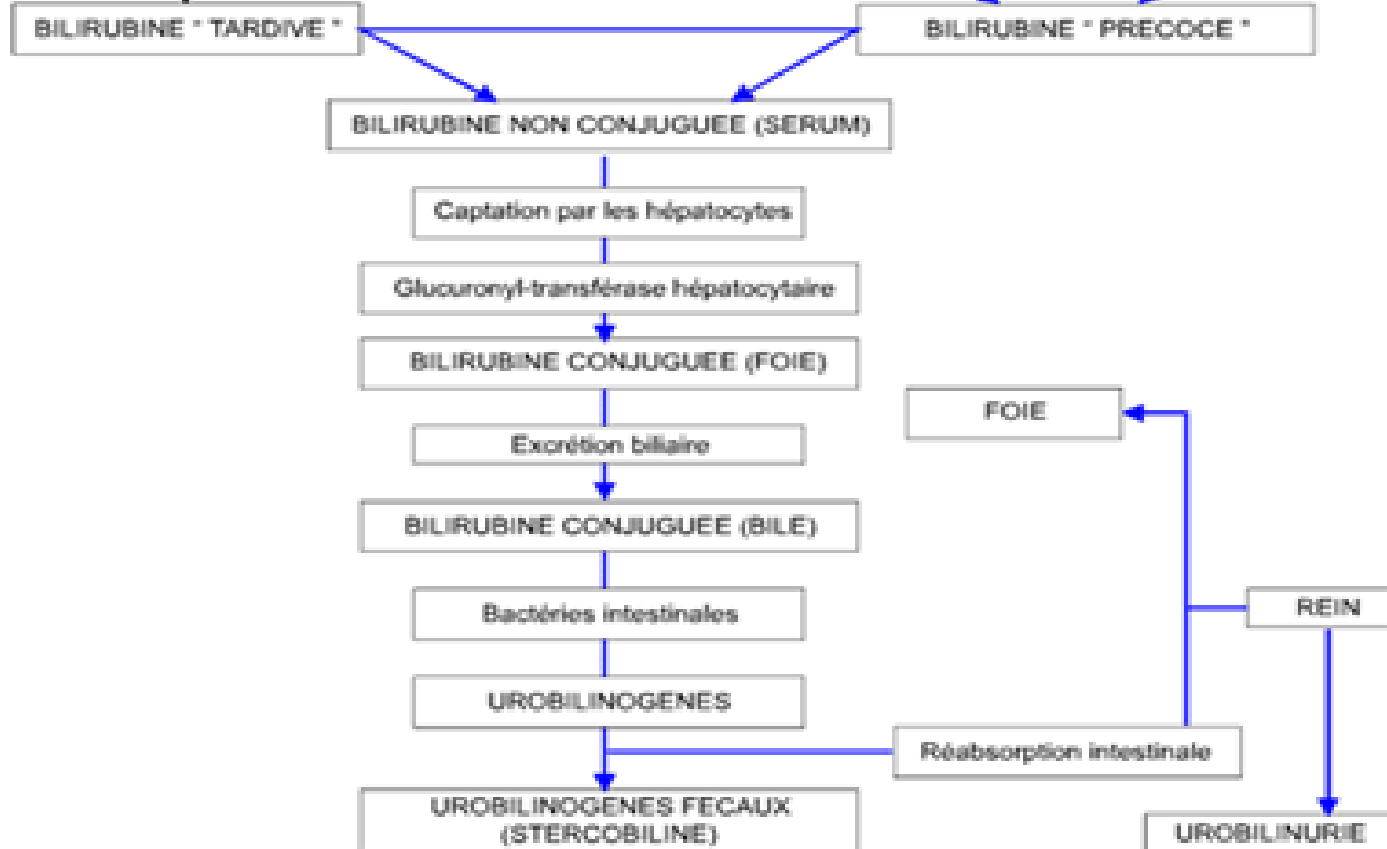 BILIRUBINE " TARDIVE "
BILIRUBINE " PRECOCE "
BILIRUBINE NON CONJUGUEE (SERUM)
Captation par les hépatocytes
Glucuronyl-transférase hépatocytaire
BILIRUBINE CONJUGUEE (FOIE)
FOIE
Excrétion biliaire
BILIRUBINE CONJUGUEE (BILE)
Bactéries intestinales
REIN
UROBILINOGENES
Réabsorption intestinale
UROBILINOGENES FECAUX
(STERCOBILINE)
UROBILINURIE